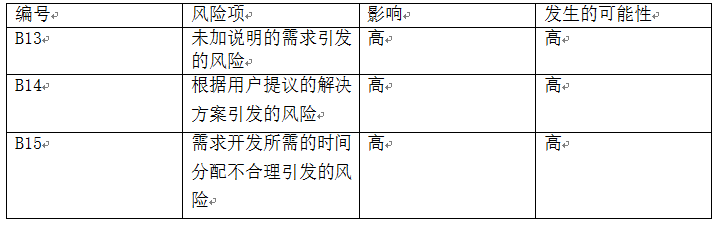 编号 风险项 影响 发生的可能性
B13 未加说明的需求引发 高 高
的风险
B14 根据用户提议的解决 高 高
方案引发的风险
B15 需求开发所需的时间 高 高
分配不合理引发的风
险